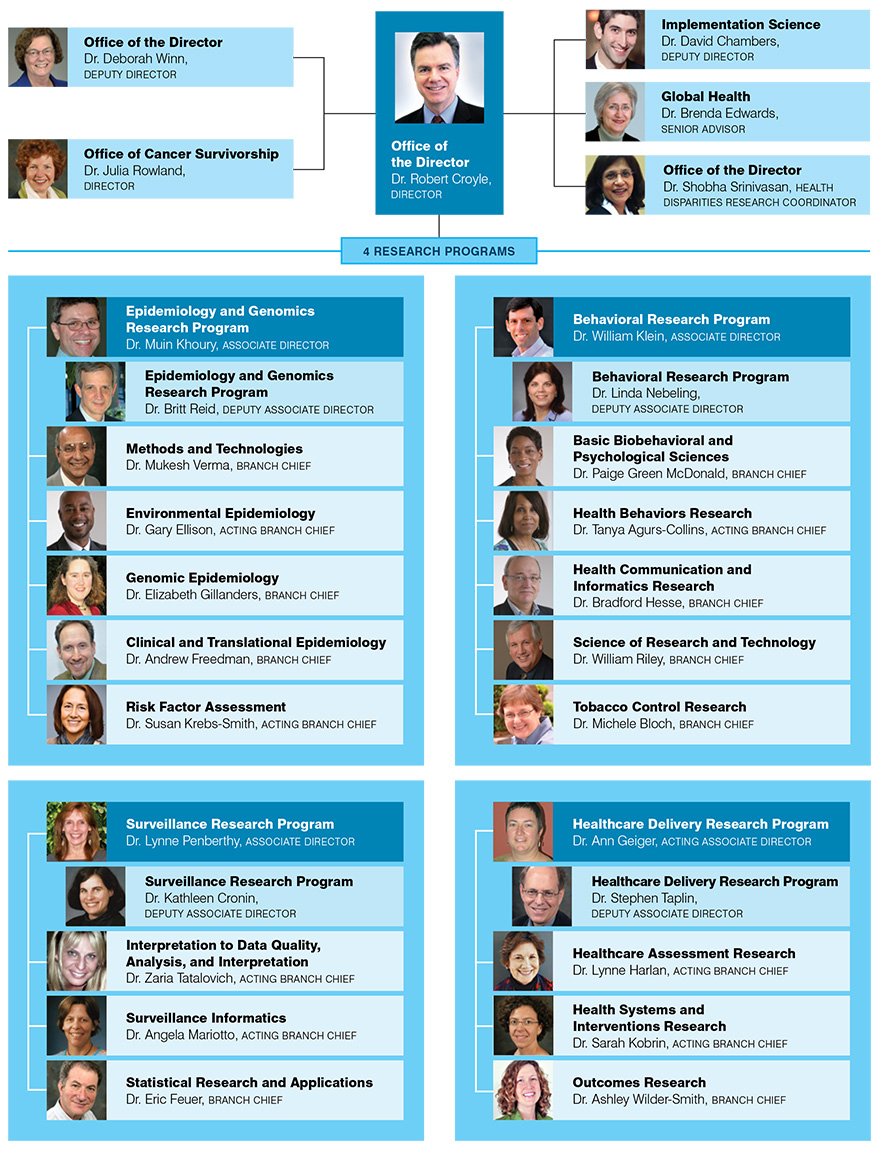 Office of the Director
Dr. Deborah Winn,
DEPUTY DIRECTOR
Office of Cancer Survivorship
Dr. Julia Rowland,
DIRECTOR
Office of
the Director
Dr. Robert Croyle,
DIRECTOR
Implementation Science
Dr. David Chambers,
DEPUTY DIRECTOR
Global Health
Dr. Brenda Edwards,
SENIOR ADVISOR
Office of the Director
Dr. Shobha Srinivasan, HEALTH
DISPARITIES RESEARCH COORDINATOR
4 RESEARCH PROGRAMS
Epidemiology and Genomics
Research Program
Dr. Muin Khoury, ASSOCIATE DIRECTOR
Epidemiology and Genomics
Research Program
Dr. Britt Reid, DEPUTY ASSOCIATE DIRECTOR
Methods and Technologies
Dr. Mukesh Verma, BRANCH CHIEF
Environmental Epidemiology
Dr. Gary Ellison, ACTING BRANCH CHIEF
Genomic Epidemiology
Dr. Elizabeth Gillanders, BRANCH CHIEF
Clinical and Translational Epidemiology
Dr. Andrew Freedman, BRANCH CHIEF
Risk Factor Assessment
Dr. Susan Krebs-Smith, ACTING BRANCH CHIEF
Behavioral Research Program
Dr. William Klein, ASSOCIATE DIRECTOR
Behavioral Research Program
Dr. Linda Nebeling,
DEPUTY ASSOCIATE DIRECTOR
Basic Biobehavioral and
Psychological Sciences
Dr. Paige Green McDonald, BRANCH CHIEF
Health Behaviors Research
Dr. Tanya Agurs-Collins, ACTING BRANCH CHIEF
Health Communication and
Informatics Research
Dr. Bradford Hesse, BRANCH CHIEF
Science of Research and Technology
Dr. William Riley, BRANCH CHIEF
Tobacco Control Research
Dr. Michele Bloch, BRANCH CHIEF
Surveillance Research Program
Dr. Lynne Penberthy, ASSOCIATE DIRECTOR
Surveillance Research Program
Dr. Kathleen Cronin,
DEPUTY ASSOCIATE DIRECTOR
Interpretation to Data Quality,
Analysis, and Interpretation
Dr. Zaria Tatalovich, ACTING BRANCH CHIEF
Surveillance Informatics
Dr. Angela Mariotto, ACTING BRANCH CHIEF
Statistical Research and Applications
Dr. Eric Feuer, BRANCH CHIEF
Healthcare Delivery Research Program
Dr. Ann Geiger, ACTING ASSOCIATE DIRECTOR
Healthcare Delivery Research Program
Dr. Stephen Taplin,
DEPUTY ASSOCIATE DIRECTOR
Healthcare Assessment Research
Dr. Lynne Harlan, ACTING BRANCH CHIEF
Health Systems and
Interventions Research
Dr. Sarah Kobrin, ACTING BRANCH CHIEF
Outcomes Research
Dr. Ashley Wilder-Smith, BRANCH CHIEF